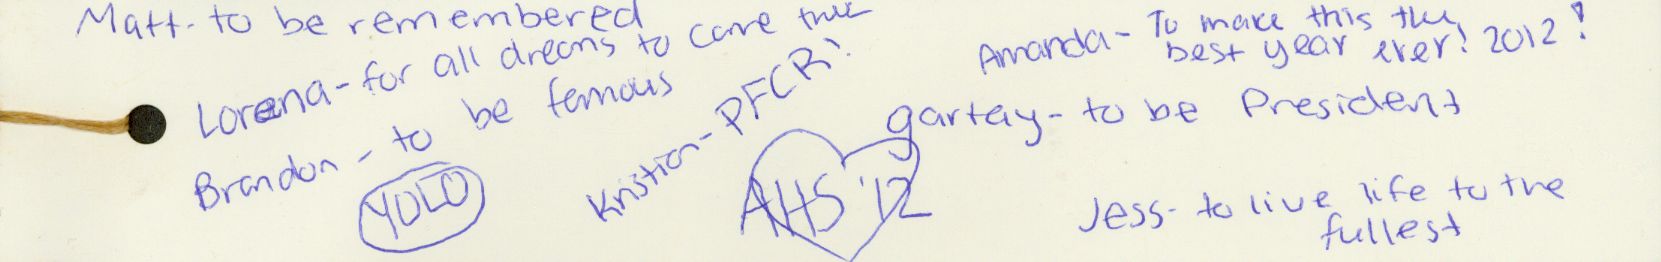 Matt- to be remembered
Lorena- for all dreams to come true
Brandon - to be famous
YOLO
Kristion- PFCR!
AHS '12
Amanda- To make this the
best year ever! 2012!
gartay- to be President
Jess- to live life to the
fullest